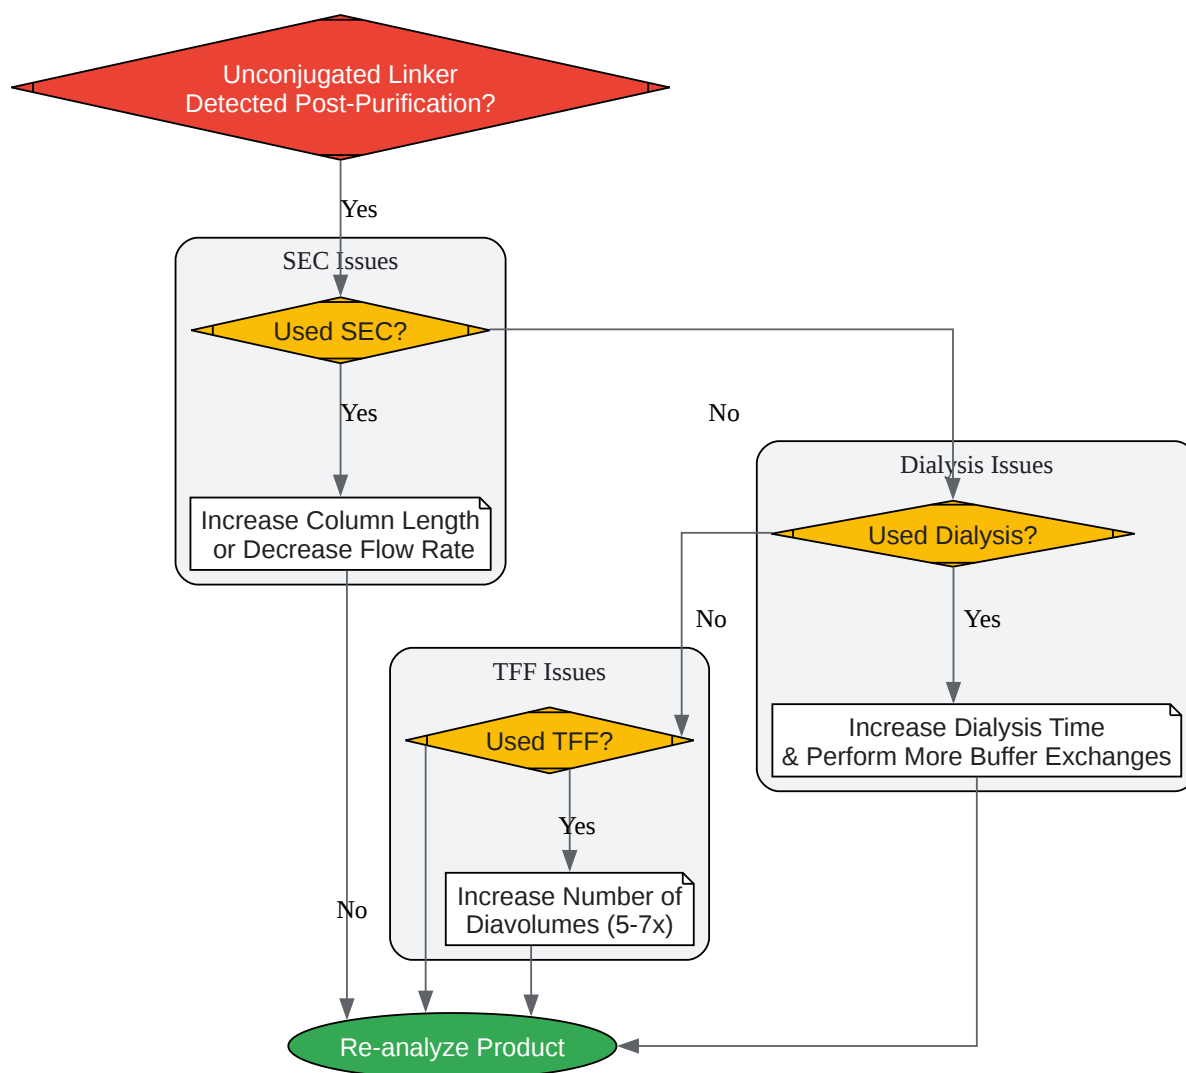 Unconjugated Linker
Detected Post-Purification?
Yes
SEC Issues
Used SEC?
Yes
No
Increase Column Length
or Decrease Flow Rate
Dialysis Issues
Used Dialysis?
No
Yes
Increase Dialysis Time
& Perform More Buffer Exchanges
TFF Issues
Used TFF?
Yes
Increase Number of
Diavolumes (5-7x)
No
Re-analyze Product